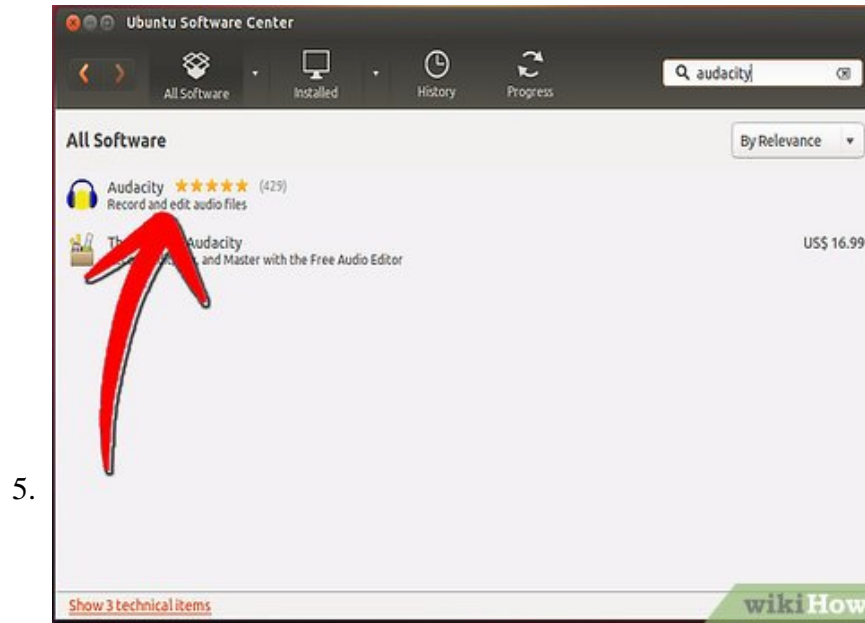 Ubuntu Software Center
All Software
Installed
History
Progress
audacity
All Software
By Relevance
Audacity (429)
Record and edit audio files
Audacity
US$ 16.99
and Master with the Free Audio Editor
5.
Show 3 technical items
wikiHow